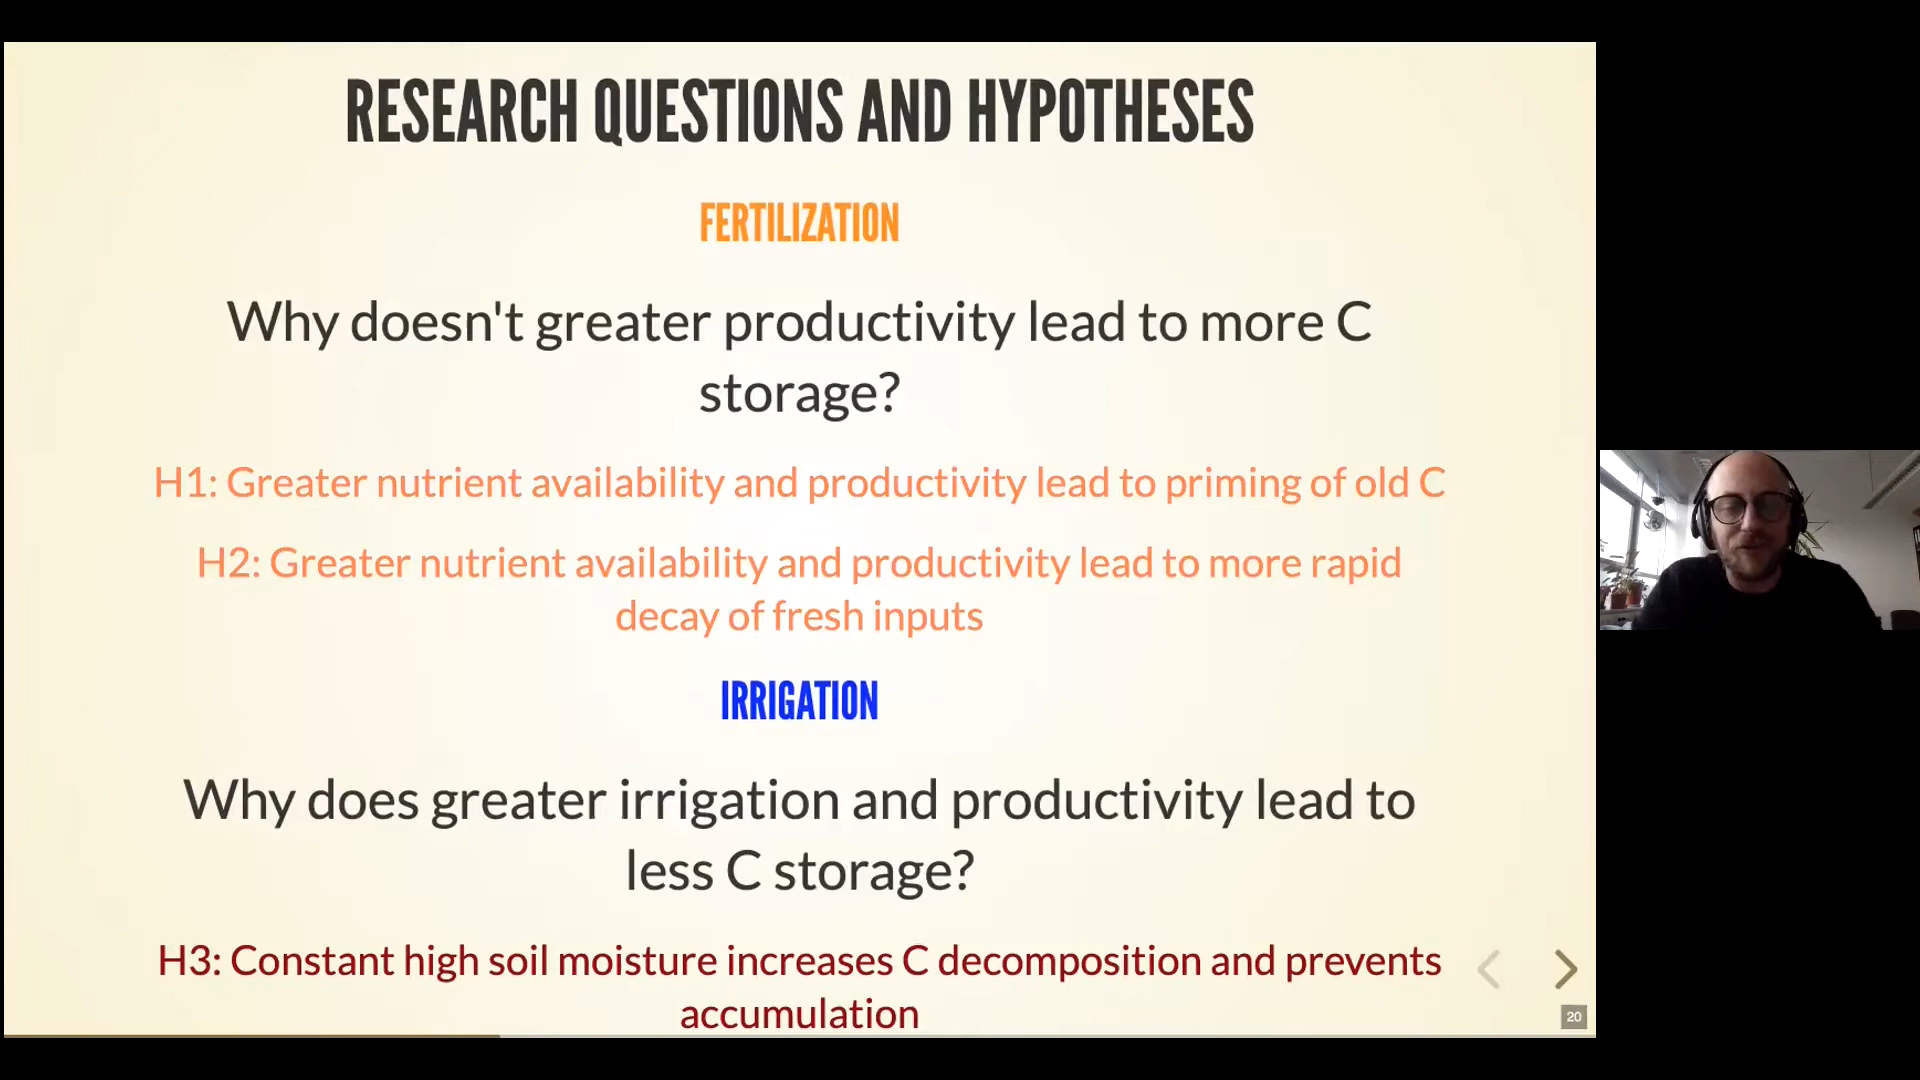 RESEARCH QUESTIONS AND HYPOTHESES
FERTILIZATION
Why doesn't greater productivity lead to more C
storage?
H1: Greater nutrient availability and productivity lead to priming of old C
H2: Greater nutrient availability and productivity lead to more rapid
decay of fresh inputs
IRRIGATION
Why does greater irrigation and productivity lead to
less C storage?
H3: Constant high soil moisture increases C decomposition and prevents
accumulation
20